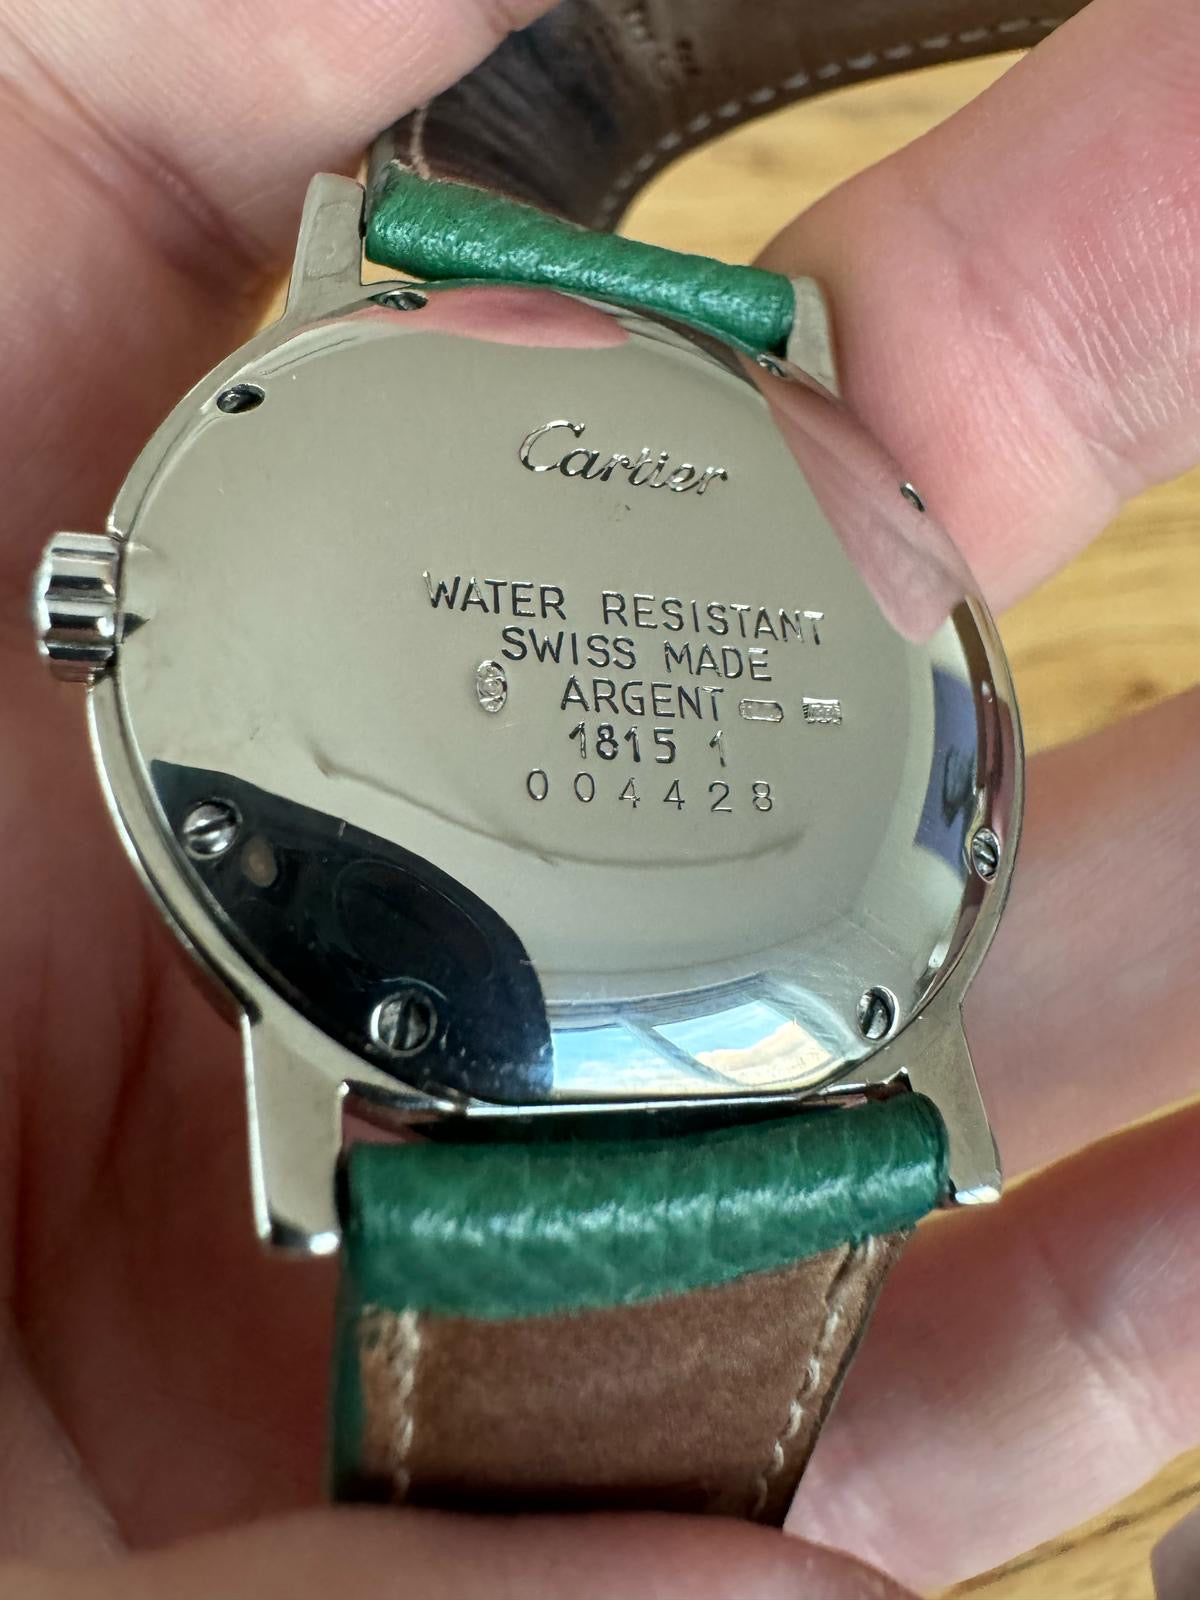 Cartier
WATER RESISTANT
SWISS MADE
ARGENT
1815 1
004428